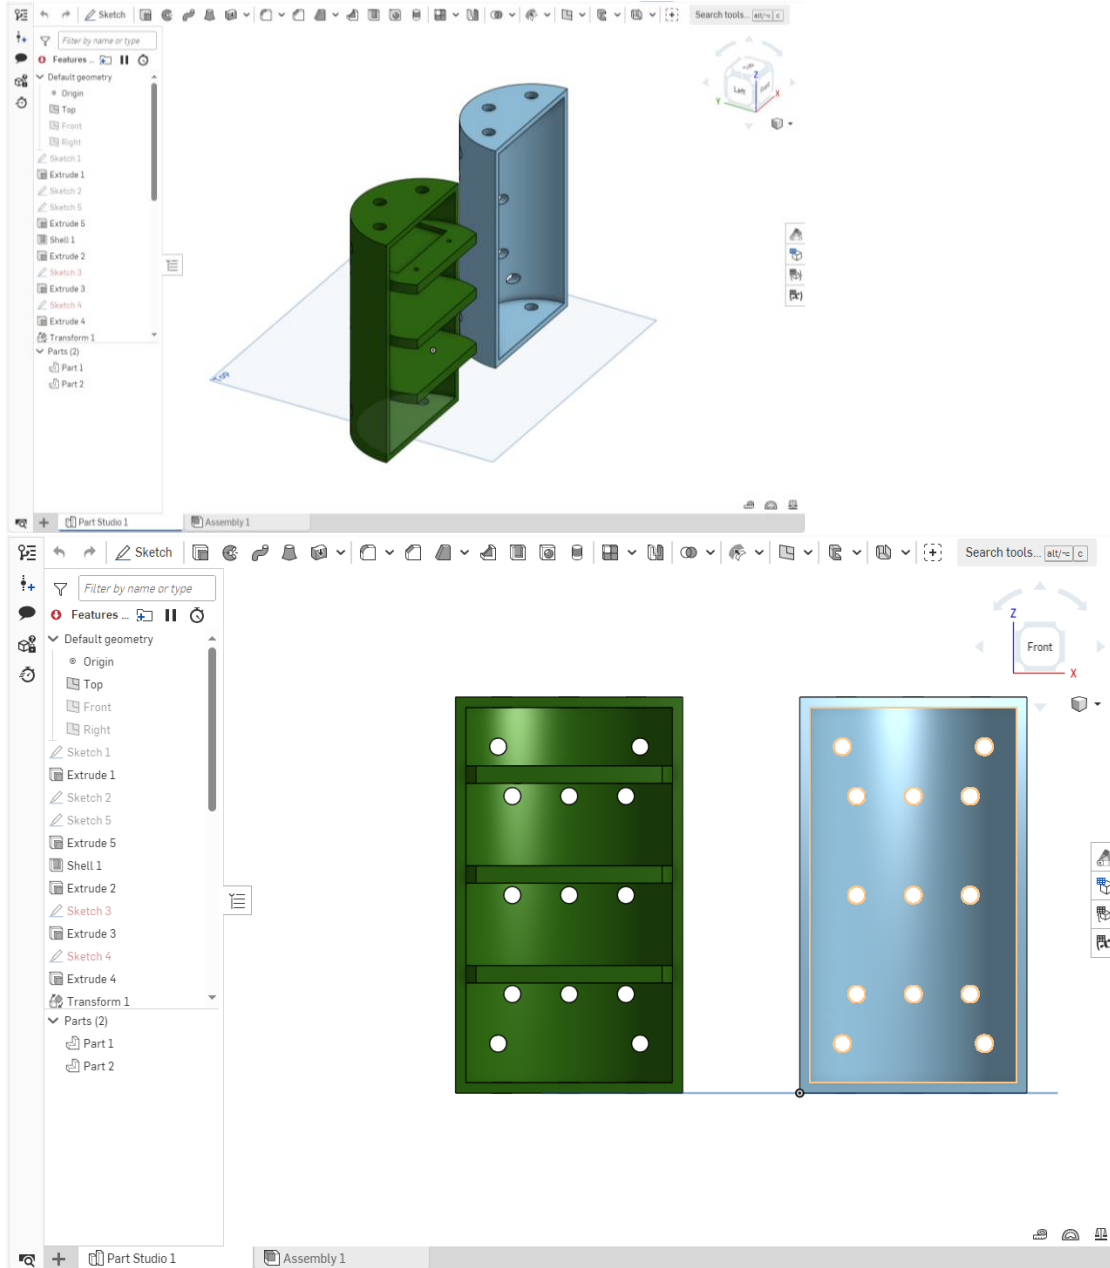 Sketch
Search tools... alt/⌥ c
Filter by name or type
Features ...
Default geometry
Origin
Top
Front
Right
Sketch 1
Extrude 1
Sketch 2
Sketch 5
Extrude 5
Shell 1
Extrude 2
Sketch 3
Extrude 3
Sketch 4
Extrude 4
Transform 1
Parts (2)
Part 1
Part 2
Left
Z
X
Y
Part Studio 1
Assembly 1
Sketch
Search tools... alt/⌥ c
Filter by name or type
Features ...
Default geometry
Origin
Top
Front
Right
Sketch 1
Extrude 1
Sketch 2
Sketch 5
Extrude 5
Shell 1
Extrude 2
Sketch 3
Extrude 3
Sketch 4
Extrude 4
Transform 1
Parts (2)
Part 1
Part 2
Z
Front
X
Part Studio 1
Assembly 1